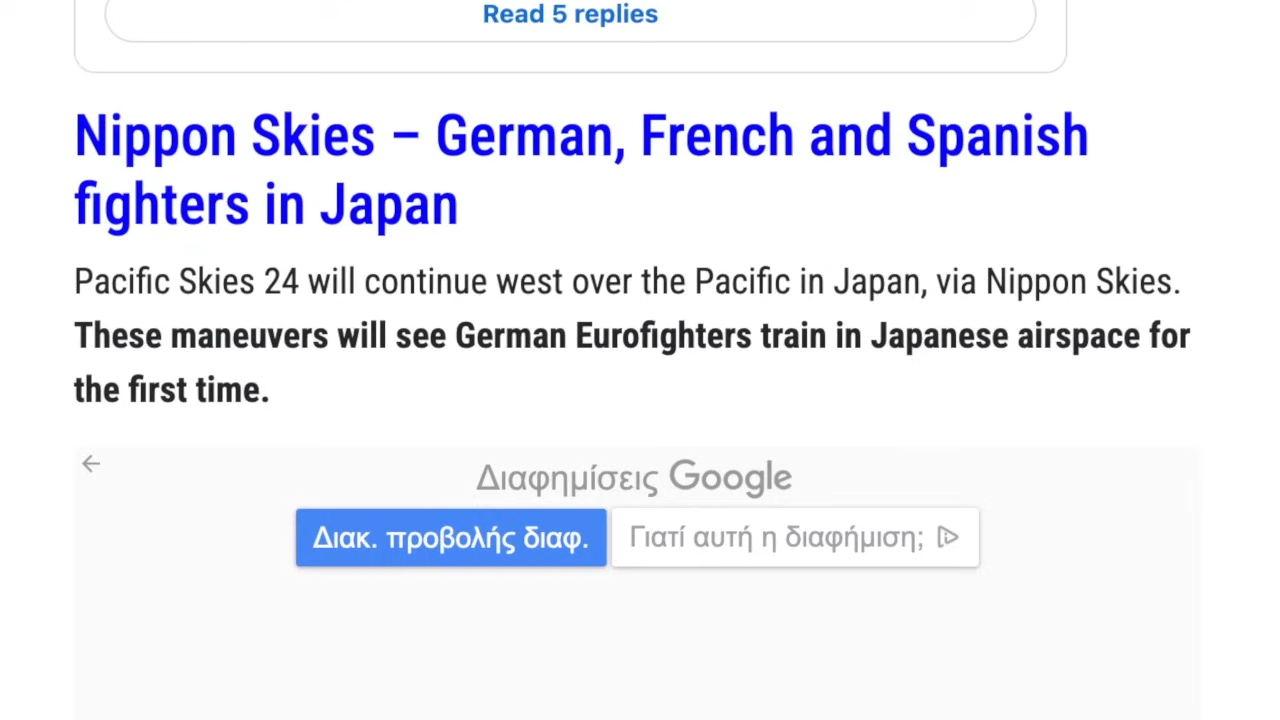 Read 5 replies
Nippon Skies – German, French and Spanish
fighters in Japan
Pacific Skies 24 will continue west over the Pacific in Japan, via Nippon Skies.
These maneuvers will see German Eurofighters train in Japanese airspace for
the first time.
Διαφημίσεις Google
Διακ. προβολής διαφ.
Γιατί αυτή η διαφήμιση;